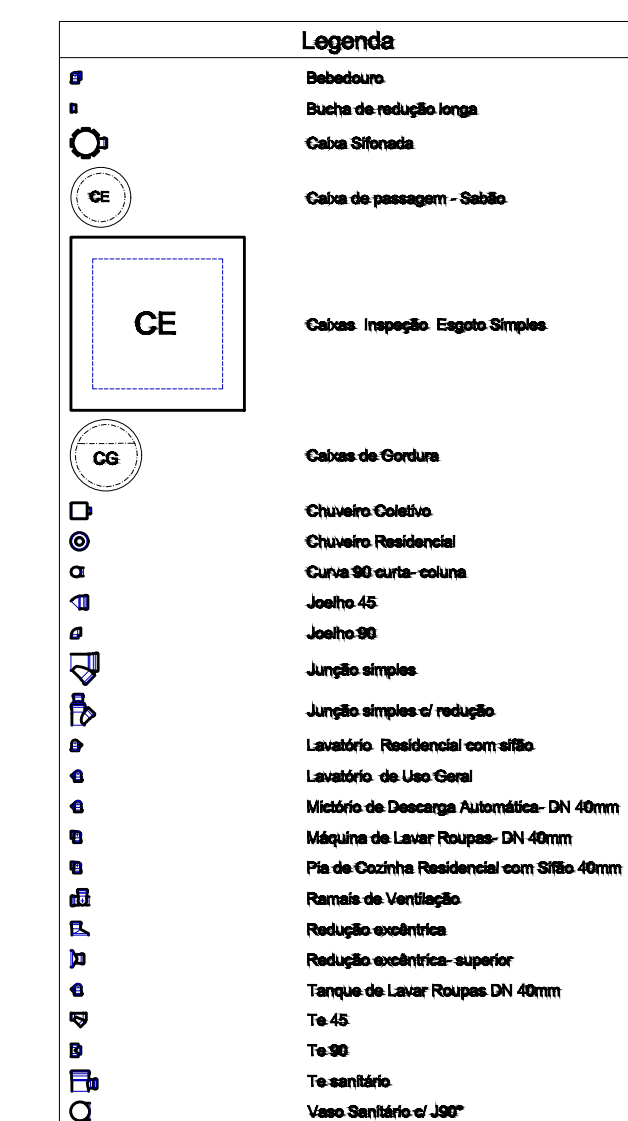 Legenda
Bebedouro
Bucha de redução longa
Caixa Sifonada
CE
Caixa de passagem - Sabão
CE
Caixas Inspeção Esgoto Simples
CG
Caixas de Gordura
Chuveiro Coletivo
Chuveiro Residencial
Curva 90 curta- coluna
Joelho 45
Joelho 90
Junção simples
Junção simples c/ redução
Lavatório Residencial com sifão
Lavatório de Uso Geral
Mictório de Descarga Automática- DN 40mm
Máquina de Lavar Roupas- DN 40mm
Pia de Cozinha Residencial com Sifão 40mm
Ramais de Ventilação
Redução excêntrica
Redução excêntrica- superior
Tanque de Lavar Roupas DN 40mm
Te 45
Te 90
Te sanitário
Vaso Sanitário c/ J90°